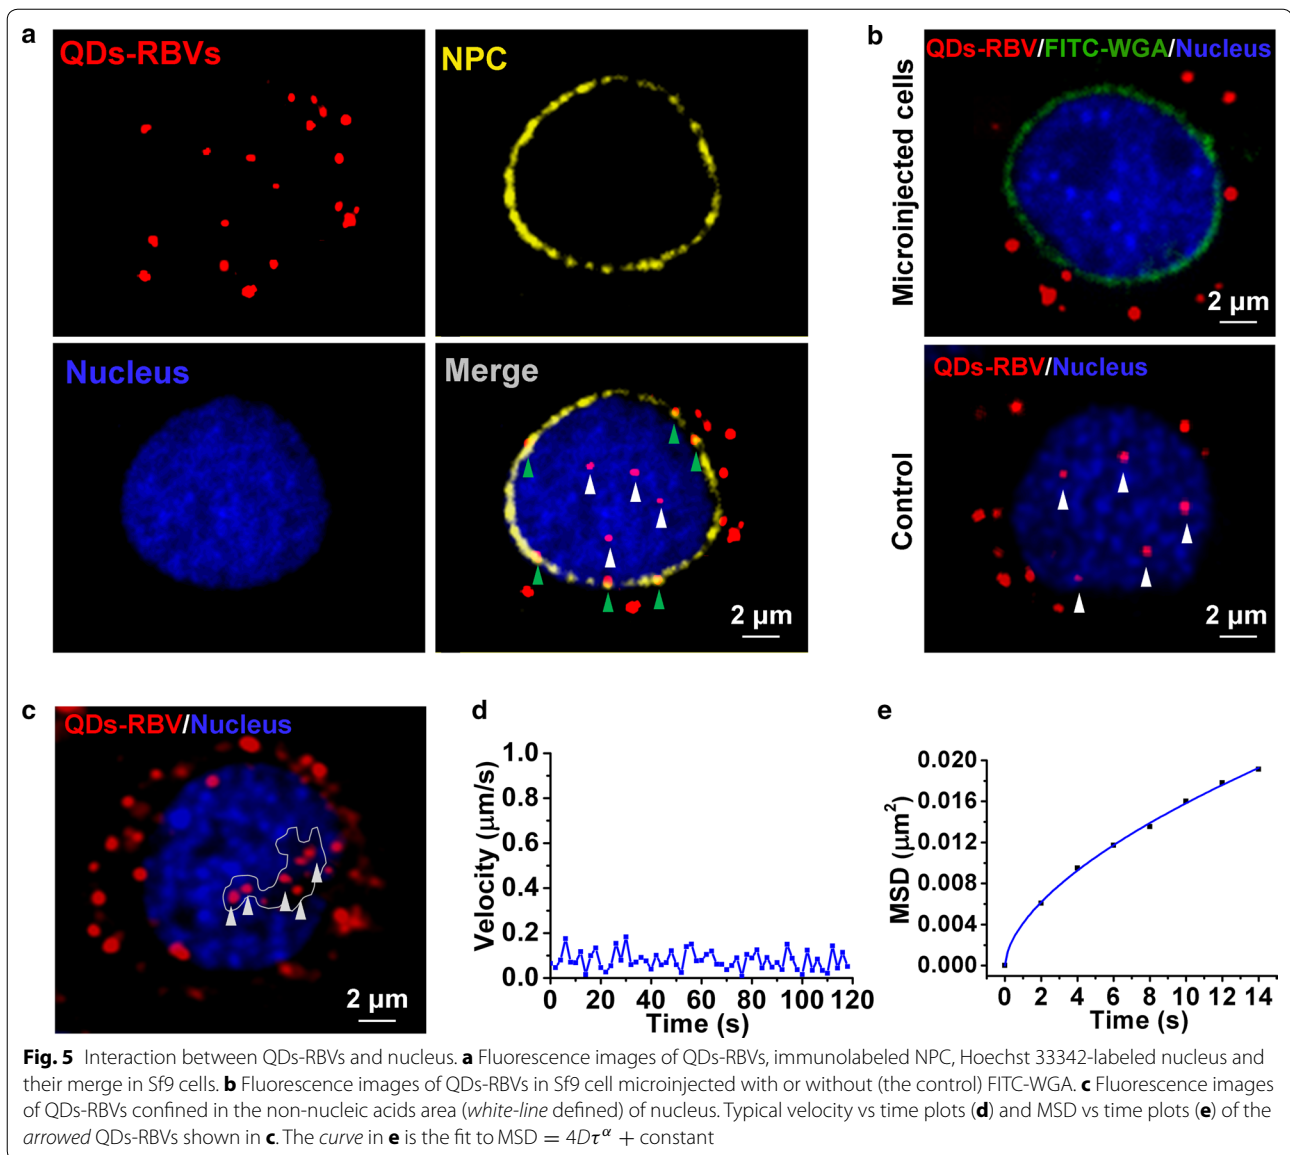 a
QDs-RBVs
NPC
Nucleus
Merge
2 µm
b
Microinjected cells
QDs-RBV/FITC-WGA/Nucleus
2 µm
Control
QDs-RBV/Nucleus
2 µm
c
QDs-RBV/Nucleus
2 µm
d
Velocity (µm/s)
1.0
0.8
0.6
0.4
0.2
0.0
0 20 40 60 80 100 120
Time (s)
e
MSD (µm²)
0.020
0.016
0.012
0.008
0.004
0.000
0 2 4 6 8 10 12 14
Time (s)
Fig. 5 Interaction between QDs-RBVs and nucleus. a Fluorescence images of QDs-RBVs, immunolabeled NPC, Hoechst 33342-labeled nucleus and
their merge in Sf9 cells. b Fluorescence images of QDs-RBVs in Sf9 cell microinjected with or without (the control) FITC-WGA. c Fluorescence images
of QDs-RBVs confined in the non-nucleic acids area (white-line defined) of nucleus. Typical velocity vs time plots (d) and MSD vs time plots (e) of the
arrowed QDs-RBVs shown in c. The curve in e is the fit to MSD = 4Dτ^α + constant